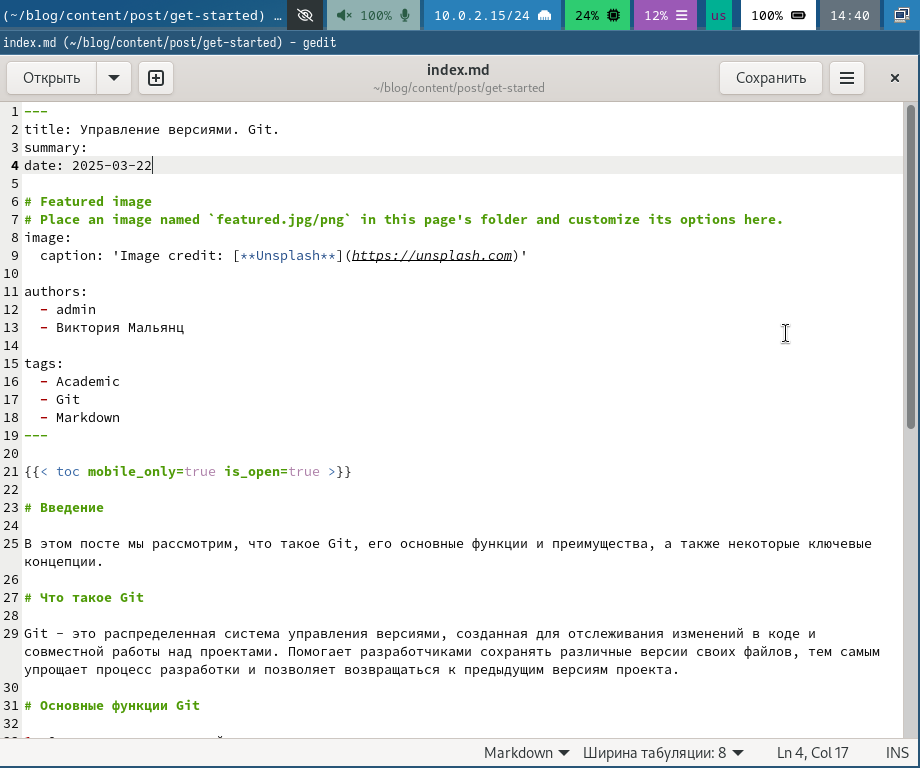 (~/blog/content/post/get-started) … 100% 10.0.2.15/24 24% 12% us 100% 14:40
index.md (~/blog/content/post/get-started) - gedit
Открыть index.md Сохранить
~/blog/content/post/get-started
1 ---
2 title: Управление версиями. Git.
3 summary:
4 date: 2025-03-22
5
6 # Featured image
7 # Place an image named `featured.jpg/png` in this page's folder and customize its options here.
8 image:
9   caption: 'Image credit: [**Unsplash**](https://unsplash.com)'
10
11 authors:
12   - admin
13   - Виктория Мальянц
14
15 tags:
16   - Academic
17   - Git
18   - Markdown
19 ---
20
21 {{< toc mobile_only=true is_open=true >}}
22
23 # Введение
24
25 В этом посте мы рассмотрим, что такое Git, его основные функции и преимущества, а также некоторые ключевые
концепции.
26
27 # Что такое Git
28
29 Git - это распределенная система управления версиями, созданная для отслеживания изменений в коде и
совместной работы над проектами. Помогает разработчиками сохранять различные версии своих файлов, тем самым
упрощает процесс разработки и позволяет возвращаться к предыдущим версиям проекта.
30
31 # Основные функции Git
32
Markdown Ширина табуляции: 8 Ln 4, Col 17 INS